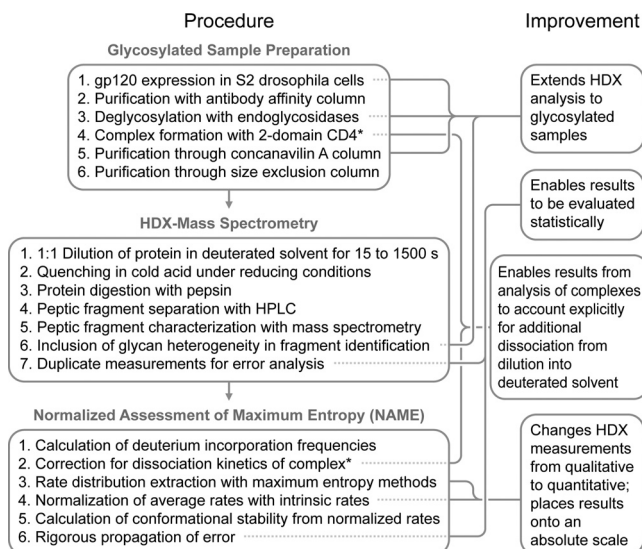 Procedure
Improvement
Glycosylated Sample Preparation
1. gp120 expression in S2 drosophila cells
2. Purification with antibody affinity column
3. Deglycosylation with endoglycosidases
4. Complex formation with 2-domain CD4*
5. Purification through concanavilin A column
6. Purification through size exclusion column
Extends HDX
analysis to
glycosylated
samples
Enables results
to be evaluated
statistically
HDX-Mass Spectrometry
1. 1:1 Dilution of protein in deuterated solvent for 15 to 1500 s
2. Quenching in cold acid under reducing conditions
3. Protein digestion with pepsin
4. Peptic fragment separation with HPLC
5. Peptic fragment characterization with mass spectrometry
6. Inclusion of glycan heterogeneity in fragment identification
7. Duplicate measurements for error analysis
Enables results from
analysis of complexes
to account explicitly
for additional
dissociation from
dilution into
deuterated solvent
Normalized Assessment of Maximum Entropy (NAME)
1. Calculation of deuterium incorporation frequencies
2. Correction for dissociation kinetics of complex*
3. Rate distribution extraction with maximum entropy methods
4. Normalization of average rates with intrinsic rates
5. Calculation of conformational stability from normalized rates
6. Rigorous propagation of error
Changes HDX
measurements
from qualitative
to quantitative;
places results
onto an
absolute scale